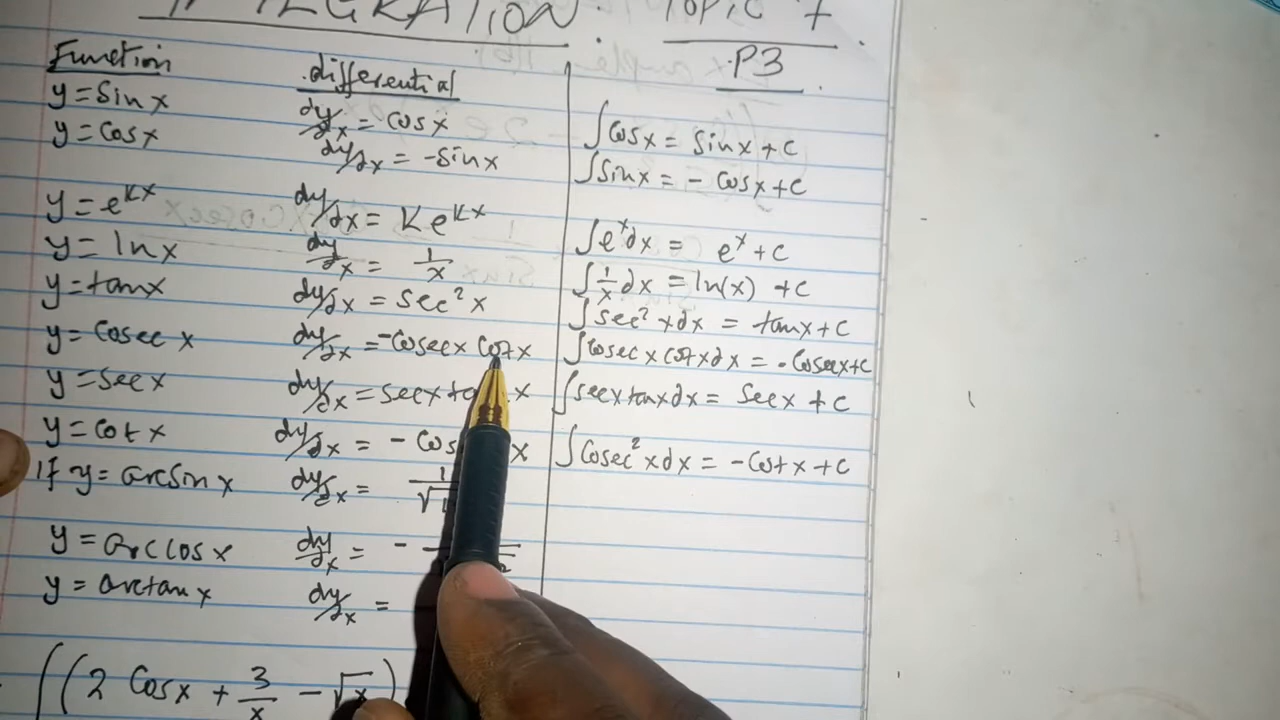 INTEGRATION. Topic 7.
P3
Function differential
y = Sin x dy/dx = cos x
y = Cos x dy/dx = -Sin x
∫Cos x = Sin x + C
∫Sin x = - Cos x + C
y = e^kx dy/dx = K e^kx ∫e^x dx = e^x + C
y = ln x dy/dx = 1/x ∫1/x dx = ln(x) + C
y = tan x dy/dx = Sec² x ∫Sec² x dx = tan x + C
y = Cosec x dy/dx = -Cosec x Cot x ∫Cosec x cot x dx = - Cosec x + C
y = Sec x dy/dx = Sec x x ∫sec x tan x dx = Sec x + C
y = Cot x dy/dx = - x ∫Cosec² x dx = -Cot x + C
If y = arcSin x dy/dx = 1/√
y = arc Cos x dy/dx = -
y = arctan x dy/dx =
∫(2 Cos x + 3/x - √x)